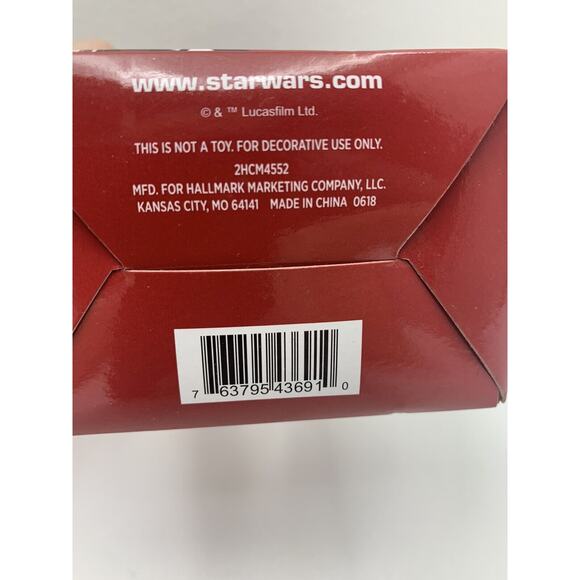 www.starwars.com
© & ™ Lucasfilm Ltd.
THIS IS NOT A TOY. FOR DECORATIVE USE ONLY.
2HCM4552
MFD. FOR HALLMARK MARKETING COMPANY, LLC.
KANSAS CITY, MO 64141 MADE IN CHINA 0618
7 63795 43691 0